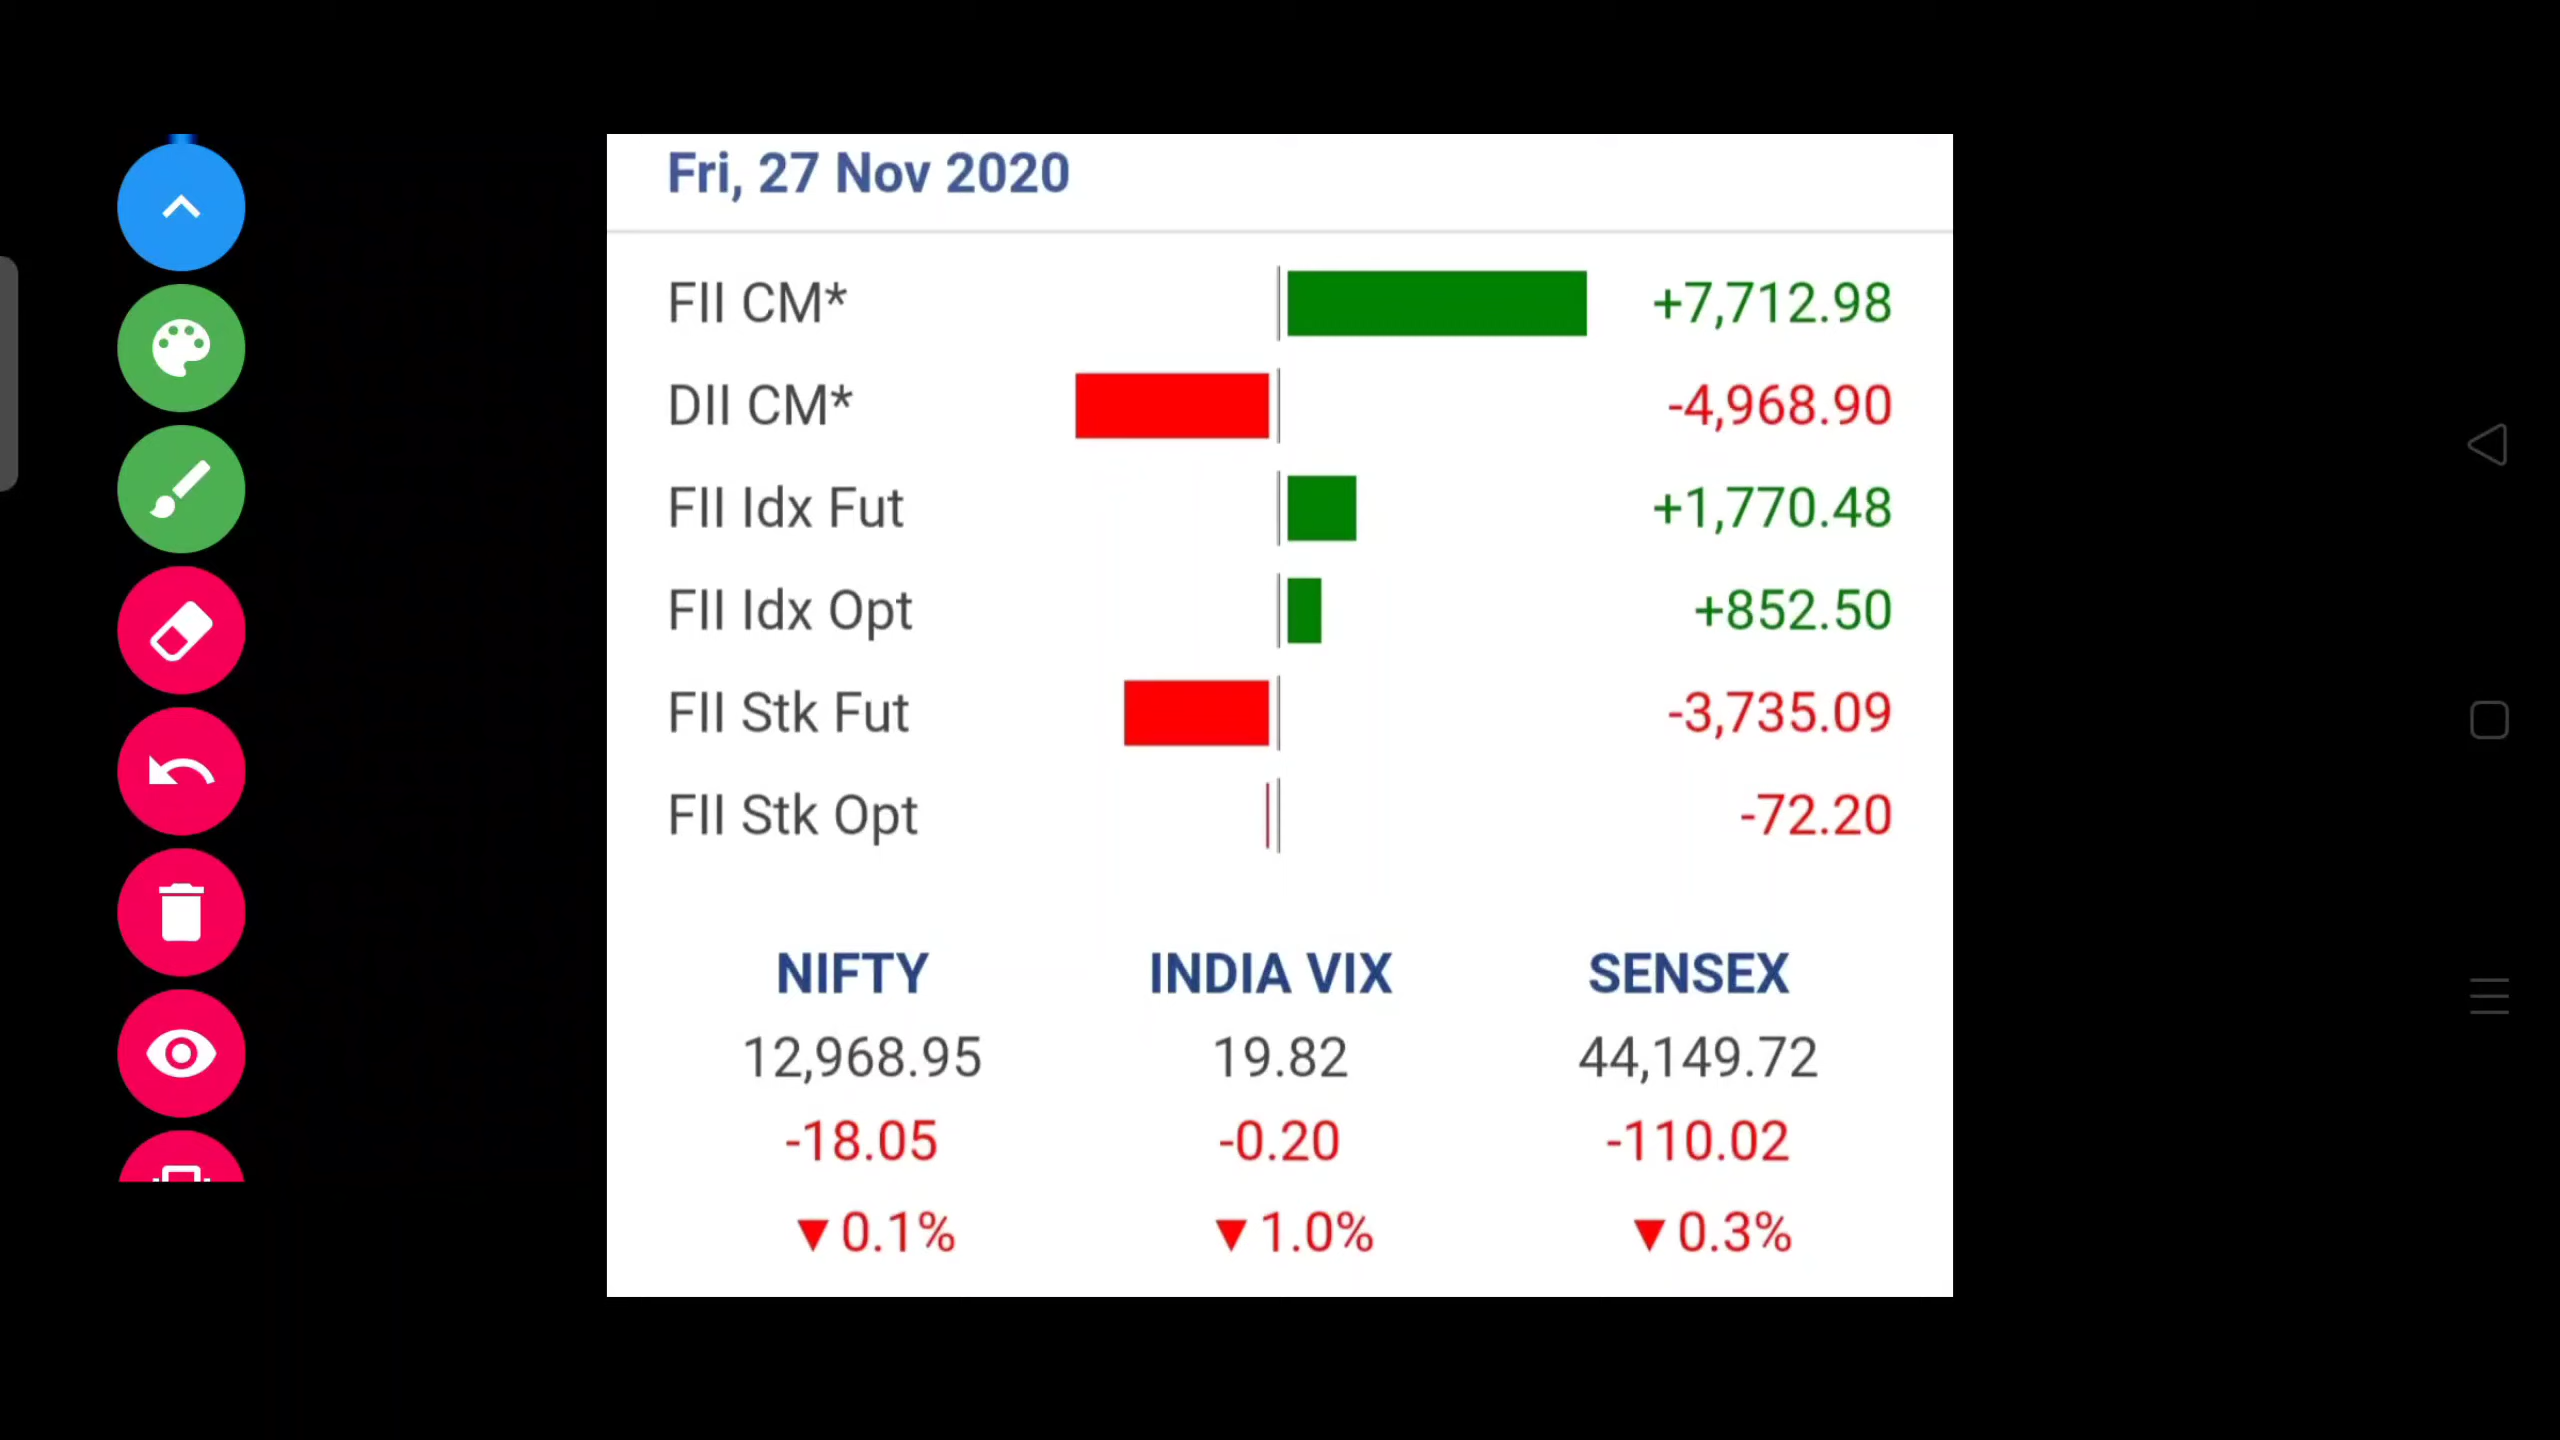 Fri, 27 Nov 2020
FII CM* +7,712.98
DII CM* -4,968.90
FII Idx Fut +1,770.48
FII Idx Opt +852.50
FII Stk Fut -3,735.09
FII Stk Opt -72.20
NIFTY INDIA VIX SENSEX
12,968.95 19.82 44,149.72
-18.05 -0.20 -110.02
▼0.1% ▼1.0% ▼0.3%